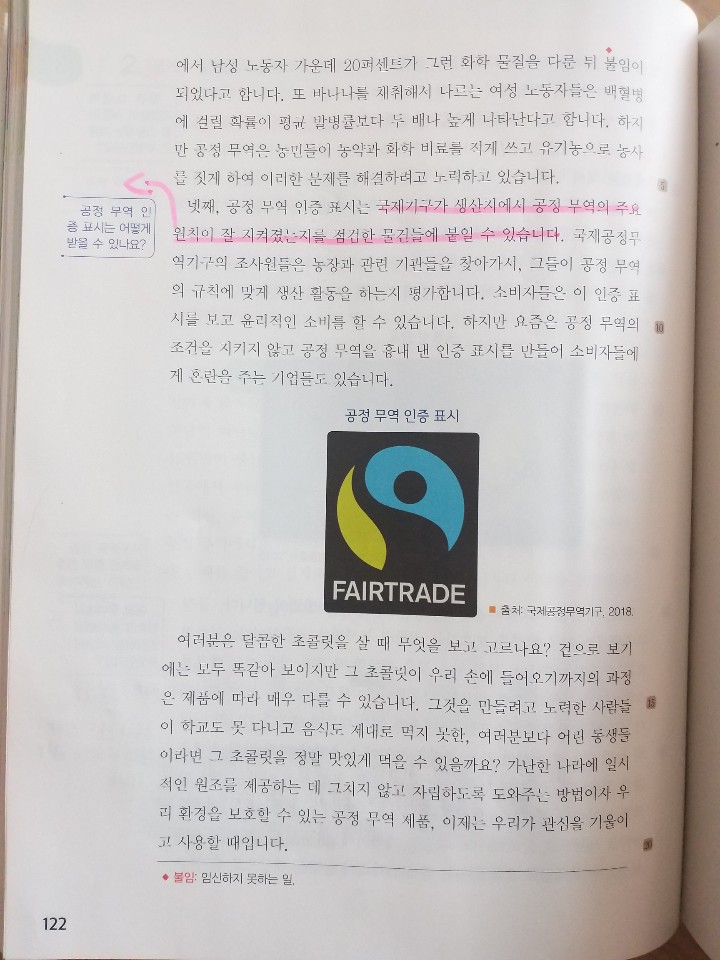 에서 남성 노동자 가운데 20퍼센트가 그런 화학 물질을 다룬 뒤 불임이
되었다고 합니다. 또 바나나를 채취해서 나르는 여성 노동자들은 백혈병
에 걸릴 확률이 평균 발병률보다 두 배나 높게 나타난다고 합니다. 하지
만 공정 무역은 농민들이 농약과 화학 비료를 적게 쓰고 유기농으로 농사
를 짓게 하여 이러한 문제를 해결하려고 노력하고 있습니다.
5
공정 무역 인
증 표시는 어떻게
받을 수 있나요?
넷째, 공정 무역 인증 표시는 국제기구가 생산지에서 공정 무역의 주요
원칙이 잘 지켜졌는지를 점검한 물건들에 붙일 수 있습니다. 국제공정무
역기구의 조사원들은 농장과 관련 기관들을 찾아가서, 그들이 공정 무역
의 규칙에 맞게 생산 활동을 하는지 평가합니다. 소비자들은 이 인증 표
시를 보고 윤리적인 소비를 할 수 있습니다. 하지만 요즘은 공정 무역의
10
조건을 지키지 않고 공정 무역을 흉내 낸 인증 표시를 만들어 소비자들에
게 혼란을 주는 기업들도 있습니다.
공정 무역 인증 표시
FAIRTRADE
■ 출처: 국제공정무역기구, 2018.
여러분은 달콤한 초콜릿을 살 때 무엇을 보고 고르나요? 겉으로 보기
에는 모두 똑같아 보이지만 그 초콜릿이 우리 손에 들어오기까지의 과정
은 제품에 따라 매우 다를 수 있습니다. 그것을 만들려고 노력한 사람들
15
이 학교도 못 다니고 음식도 제대로 먹지 못한, 여러분보다 어린 동생들
이라면 그 초콜릿을 정말 맛있게 먹을 수 있을까요? 가난한 나라에 일시
적인 원조를 제공하는 데 그치지 않고 자립하도록 도와주는 방법이자 우
리 환경을 보호할 수 있는 공정 무역 제품, 이제는 우리가 관심을 기울이
고 사용할 때입니다.
20
◆ 불임: 임신하지 못하는 일.
122